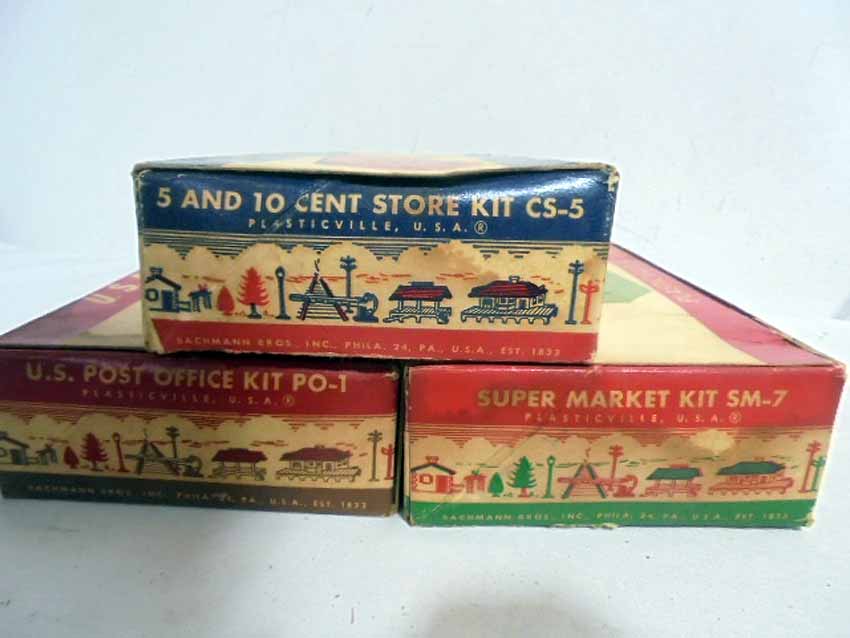 5 AND 10 CENT STORE KIT CS-5
PLASTICVILLE, U.S.A.®
BACHMANN BROS., INC., PHILA. 24, PA., U.S.A., EST. 1833
U.S. POST OFFICE KIT PO-1
PLASTICVILLE, U.S.A.®
BACHMANN BROS. INC. PHILA. 24, PA., U.S.A., EST. 1833
SUPER MARKET KIT SM-7
PLASTICVILLE, U.S.A.®
BACHMANN BROS., INC., PHILA. 24, PA., U.S.A., EST. 1833